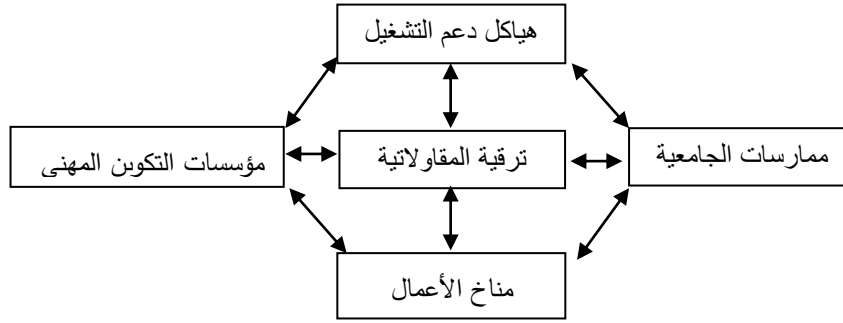 هياكل دعم التشغيل
ممارسات الجامعية
ترقية المقاولاتية
مؤسسات التكوين المهني
مناخ الأعمال